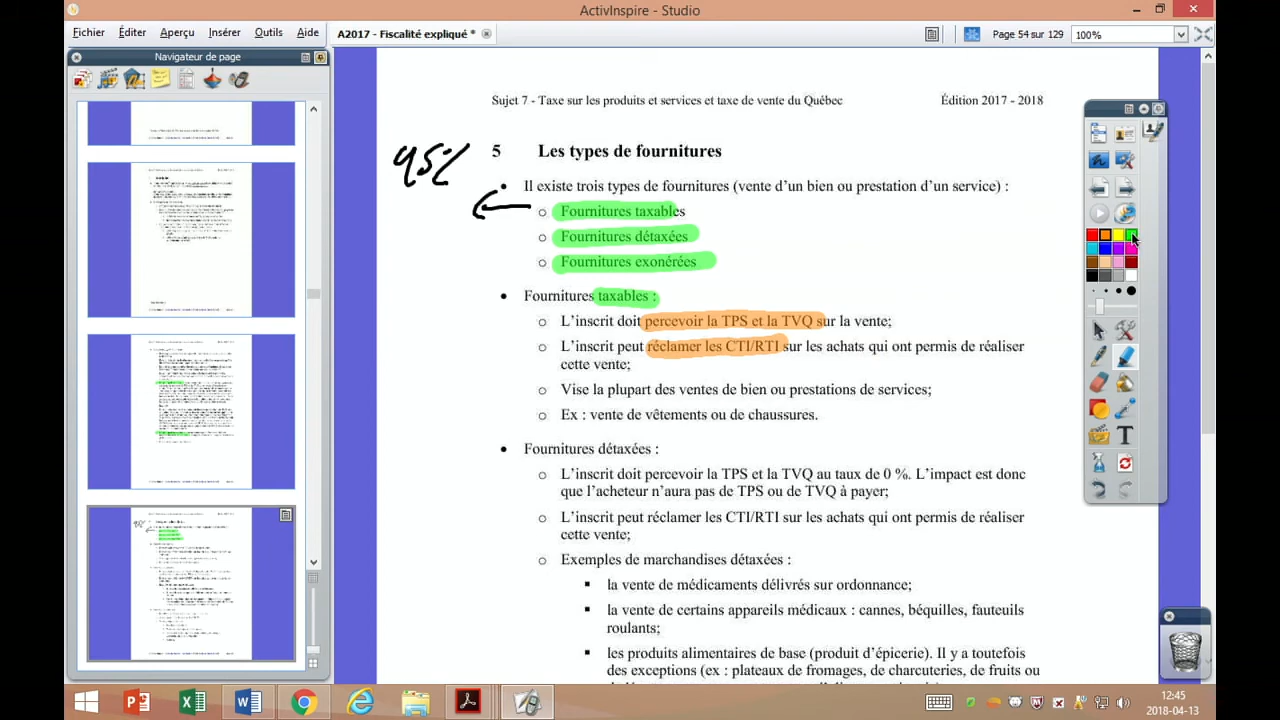 ActivInspire - Studio
Fichier Éditer Aperçu Insérer Outils Aide
A2017 - Fiscalité expliqué *
Page 54 sur 129
100%
Navigateur de page
Sujet 7 - Taxe sur les produits et services et taxe de vente du Québec Édition 2017 - 2018
95%
5 Les types de fournitures
• Il existe trois types de fournitures (vente d’un bien ou prestation d’un service) :
o Fournitures taxables
o Fournitures détaxées
o Fournitures exonérées
• Fournitures taxables :
o L’inscrit doit percevoir la TPS et la TVQ sur la vente;
o L’inscrit peut réclamer les CTI/RTI sur les achats qui ont permis de réaliser
cette vente;
o Vise la plupart des ventes de bien ou prestations de services;
o Ex : vente de vêtements ou de chaussures.
• Fournitures détaxées :
o L’inscrit doit percevoir la TPS et la TVQ au taux de 0 %. L’impact est donc
que l’acheteur n’aura pas de TPS ou de TVQ à payer;
o L’inscrit peut réclamer les CTI/RTI sur les achats qui ont permis de réaliser
cette vente;
o Exemples de marchandises détaxées :
▪ la vente de médicaments délivrés sur ordonnance;
▪ la vente de certains appareils médicaux : cannes, béquilles, fauteuils
▪ les produits alimentaires de base (produit d’épicerie). Il y a toutefois
des exceptions (ex : plateaux de fromages, de charcuteries, de fruits ou
12:45
2018-04-13